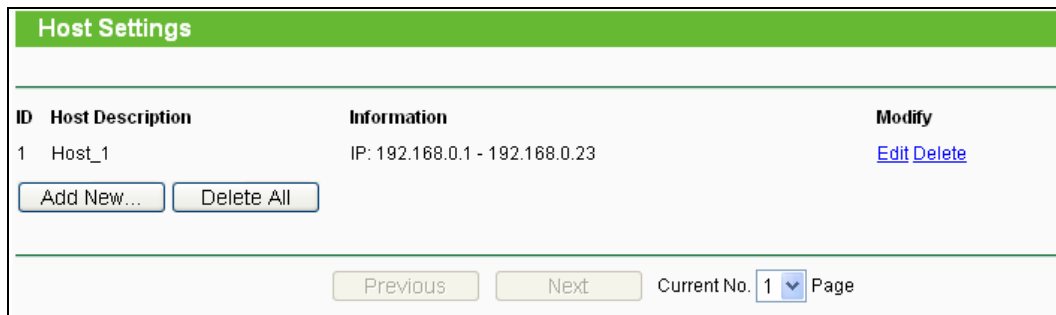 Host Settings
ID Host Description Information Modify
1 Host_1 IP: 192.168.0.1 - 192.168.0.23 Edit Delete
Add New... Delete All
Previous Next Current No. 1 Page